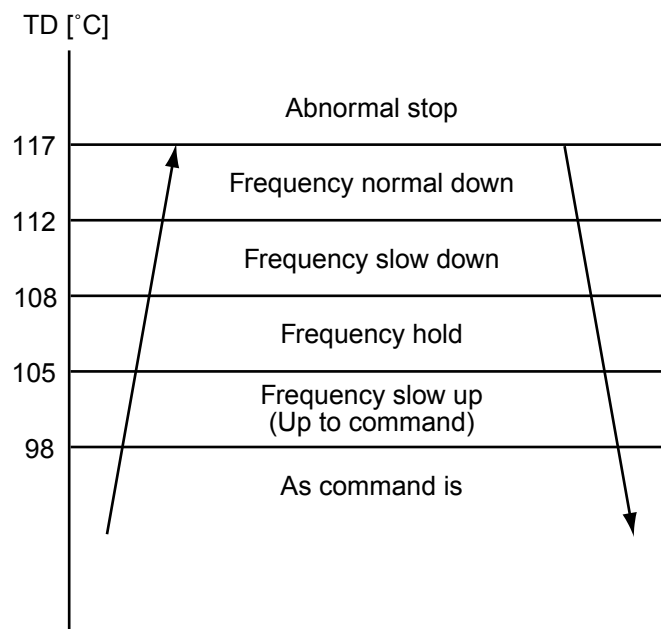 TD [˚C]
Abnormal stop
117
Frequency normal down
112
Frequency slow down
108
Frequency hold
105
Frequency slow up
(Up to command)
98
As command is